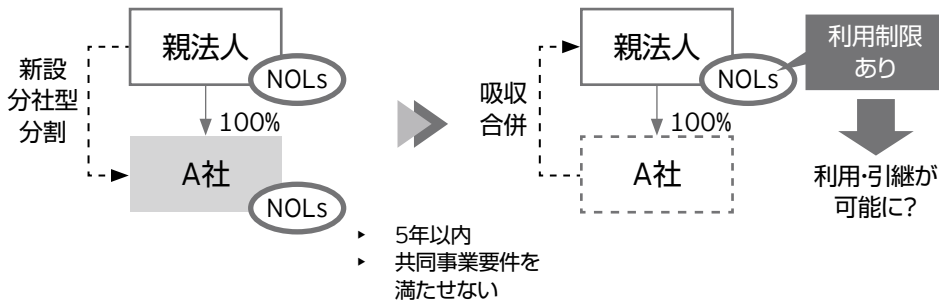 親法人
NOLs
新設
分社型
分割
100%
A社
NOLs
▸ 5年以内
▸ 共同事業要件を
満たせない
親法人
NOLs
利用制限
あり
吸収
合併
100%
A社
利用・引継が
可能に?